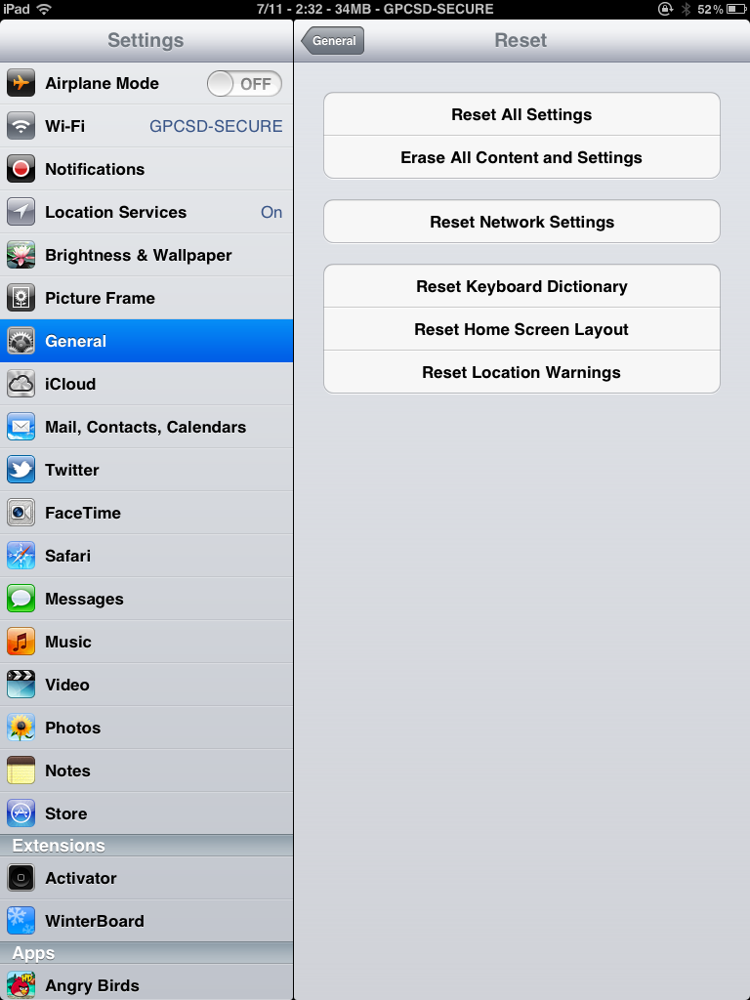 iPad 7/11 - 2:32 - 34MB - GPCSD-SECURE 52%
Settings
Airplane Mode OFF
Wi-Fi GPCSD-SECURE
Notifications
Location Services On
Brightness & Wallpaper
Picture Frame
General
iCloud
Mail, Contacts, Calendars
Twitter
FaceTime
Safari
Messages
Music
Video
Photos
Notes
Store
Extensions
Activator
WinterBoard
Apps
Angry Birds
General Reset
Reset All Settings
Erase All Content and Settings
Reset Network Settings
Reset Keyboard Dictionary
Reset Home Screen Layout
Reset Location Warnings